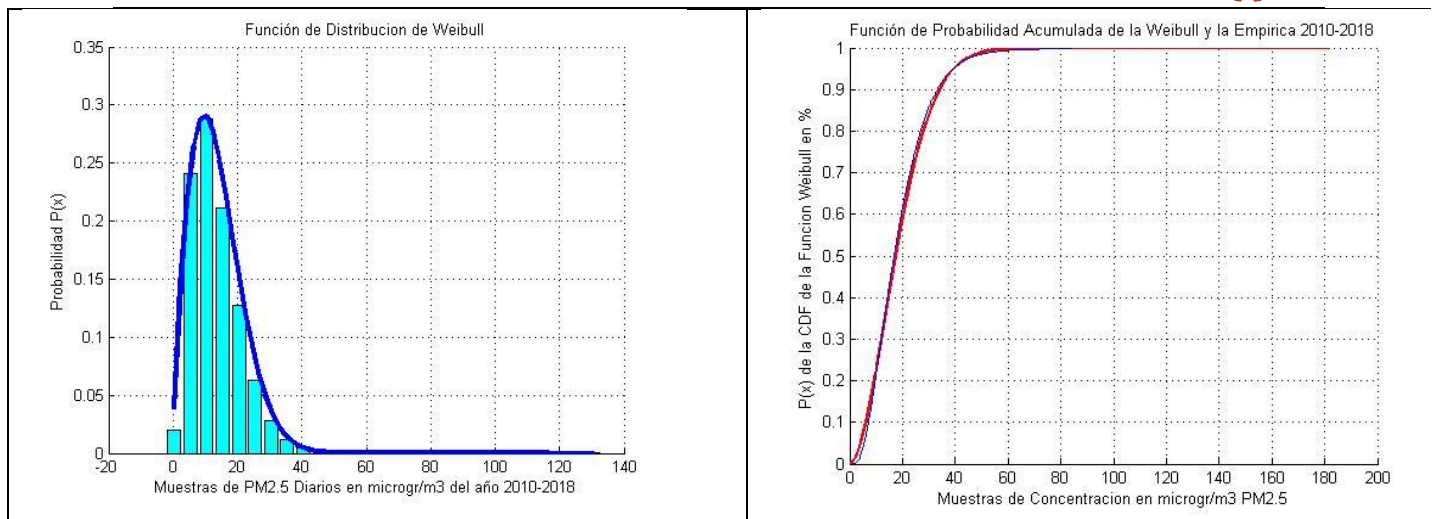 Función de Distribucion de Weibull
0.35
0.3
0.25
0.2
0.15
0.1
0.05
0
Probabilidad P(x)
-20 0 20 40 60 80 100 120 140
Muestras de PM2.5 Diarios en microgr/m3 del año 2010-2018
Función de Probabilidad Acumulada de la Weibull y la Empirica 2010-2018
1
0.9
0.8
0.7
0.6
0.5
0.4
0.3
0.2
0.1
0
P(x) de la CDF de la Funcion Weibull en %
0 20 40 60 80 100 120 140 160 180 200
Muestras de Concentracion en microgr/m3 PM2.5